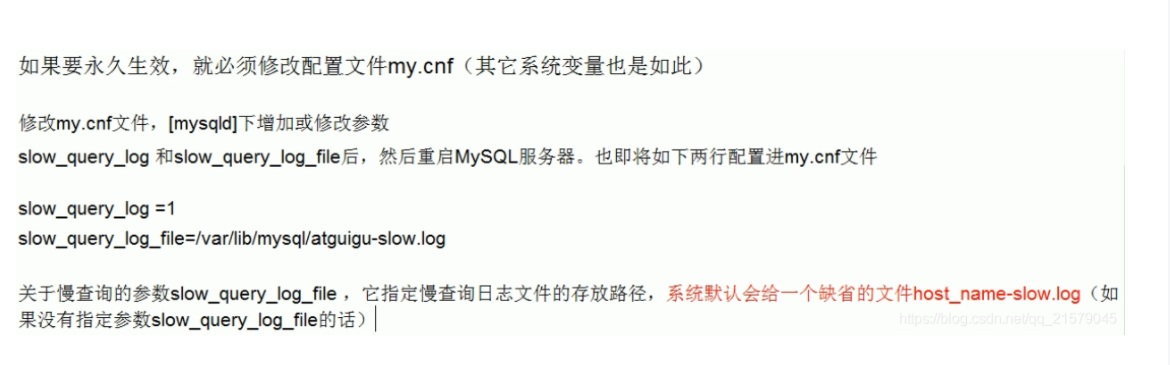 如果要永久生效，就必须修改配置文件my.cnf（其它系统变量也是如此）
修改my.cnf文件，[mysqld]下增加或修改参数
slow_query_log 和slow_query_log_file后，然后重启MySQL服务器。也即将如下两行配置进my.cnf文件
slow_query_log =1
slow_query_log_file=/var/lib/mysql/atguigu-slow.log
关于慢查询的参数slow_query_log_file ，它指定慢查询日志文件的存放路径，系统默认会给一个缺省的文件host_name-slow.log（如
果没有指定参数slow_query_log_file的话）
https://blog.csdn.net/qq_21579045